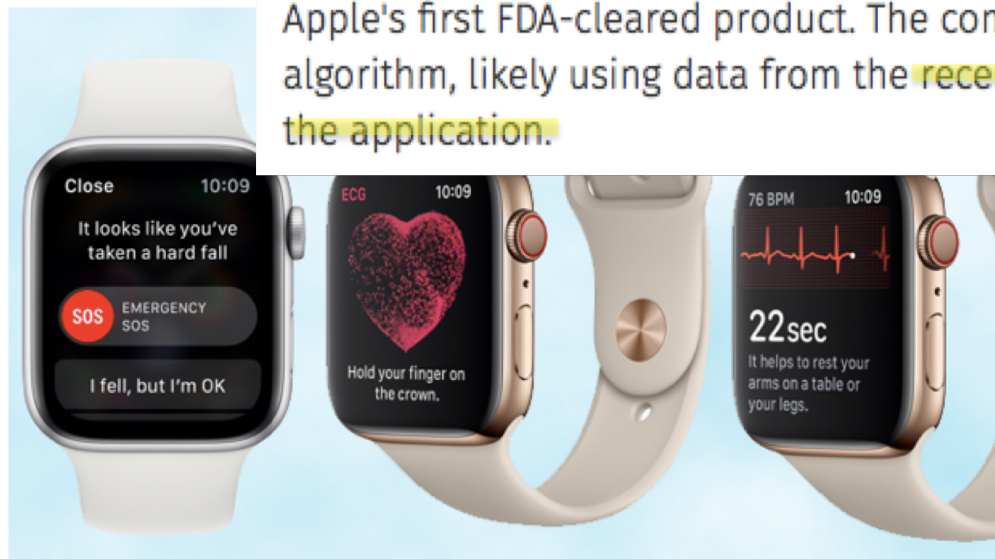 Apple's first FDA-cleared product. The
algorithm, likely using data from the
the application.
Close 10:09
It looks like you've
taken a hard fall
SOS EMERGENCY
SOS
I fell, but I'm OK
ECG 10:09
Hold your finger on
the crown.
76 BPM 10:09
22sec
It helps to rest your
arms on a table or
your legs.